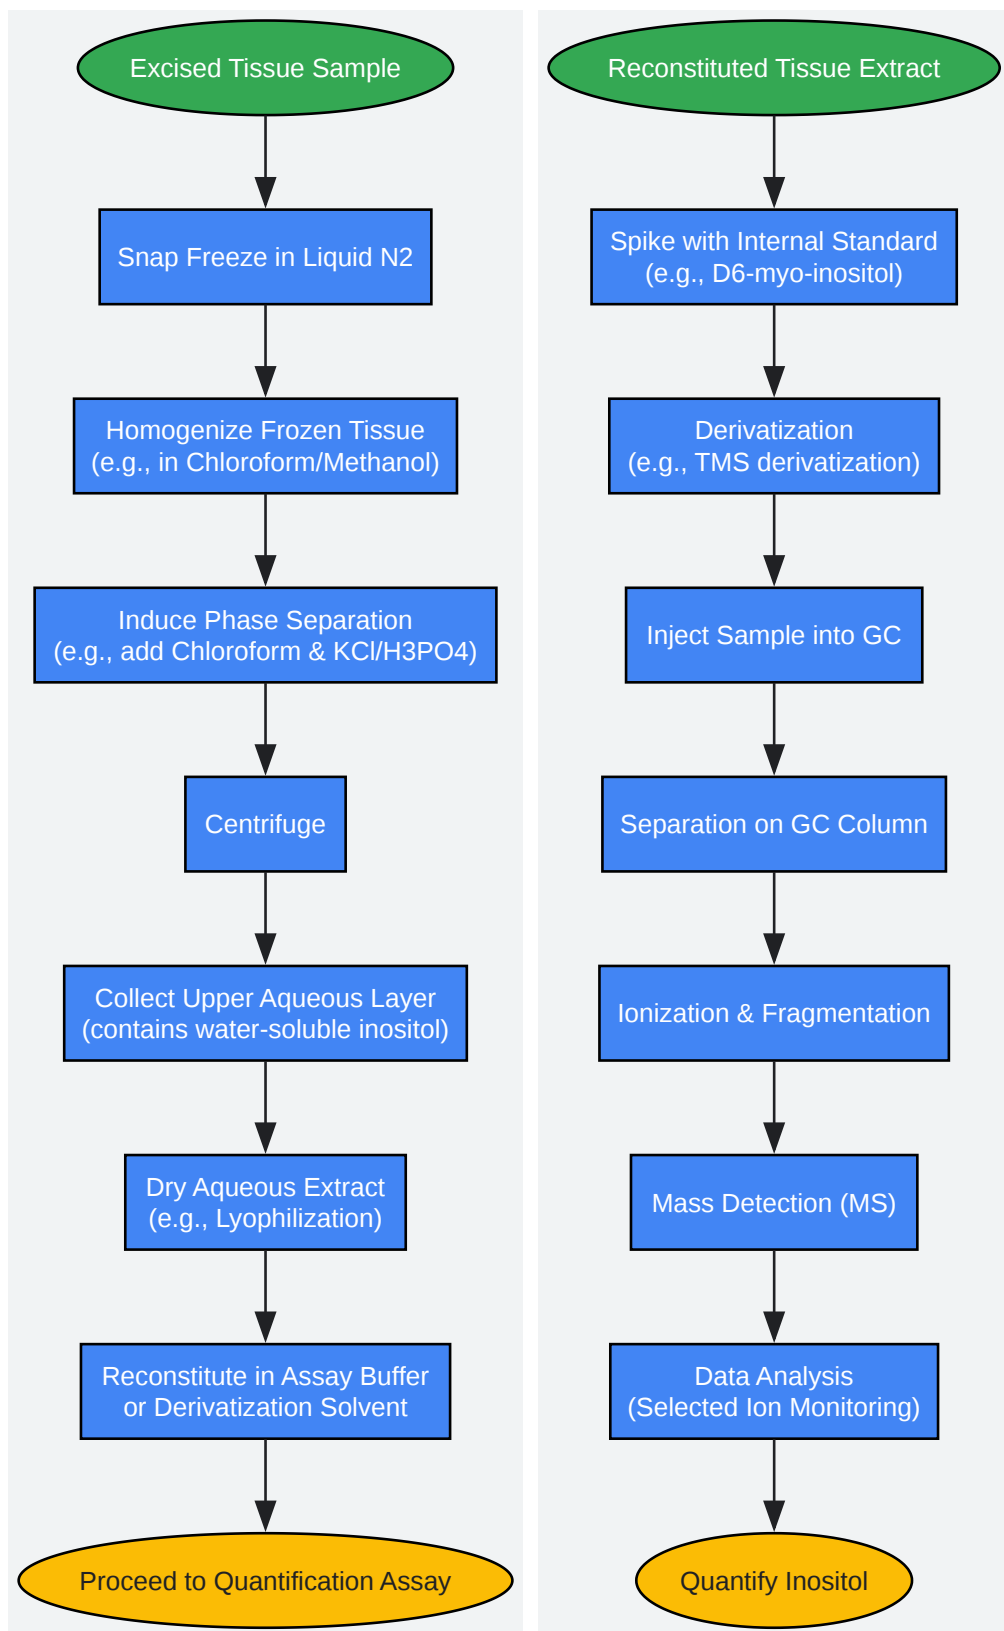 Excised Tissue Sample
Snap Freeze in Liquid N2
Homogenize Frozen Tissue
(e.g., in Chloroform/Methanol)
Induce Phase Separation
(e.g., add Chloroform & KCl/H3PO4)
Centrifuge
Collect Upper Aqueous Layer
(contains water-soluble inositol)
Dry Aqueous Extract
(e.g., Lyophilization)
Reconstitute in Assay Buffer
or Derivatization Solvent
Proceed to Quantification Assay
Reconstituted Tissue Extract
Spike with Internal Standard
(e.g., D6-myo-inositol)
Derivatization
(e.g., TMS derivatization)
Inject Sample into GC
Separation on GC Column
Ionization & Fragmentation
Mass Detection (MS)
Data Analysis
(Selected Ion Monitoring)
Quantify Inositol